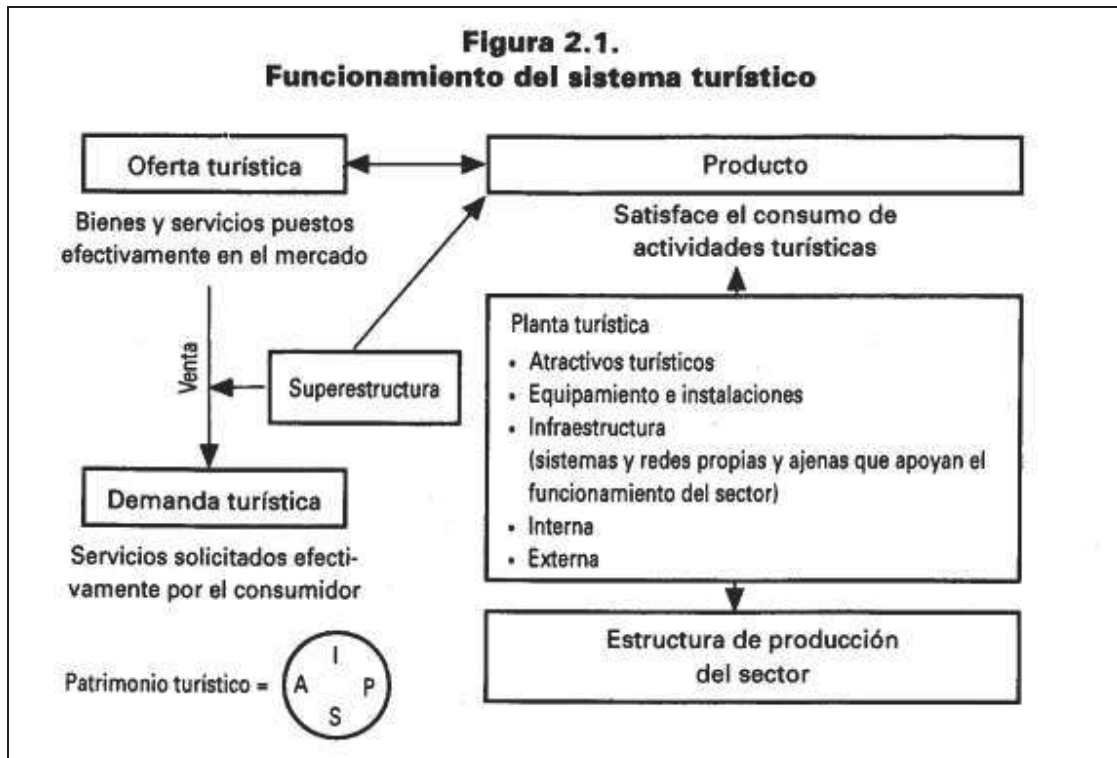 Figura 2.1.
Funcionamiento del sistema turístico
Oferta turística
Producto
Bienes y servicios puestos
efectivamente en el mercado
Satisface el consumo de
actividades turísticas
Venta
Superestructura
Planta turística
• Atractivos turísticos
• Equipamiento e instalaciones
• Infraestructura
(sistemas y redes propias y ajenas que apoyan el
funcionamiento del sector)
• Interna
• Externa
Demanda turística
Servicios solicitados efecti-
vamente por el consumidor
Estructura de producción
del sector
Patrimonio turístico =
I
A P
S